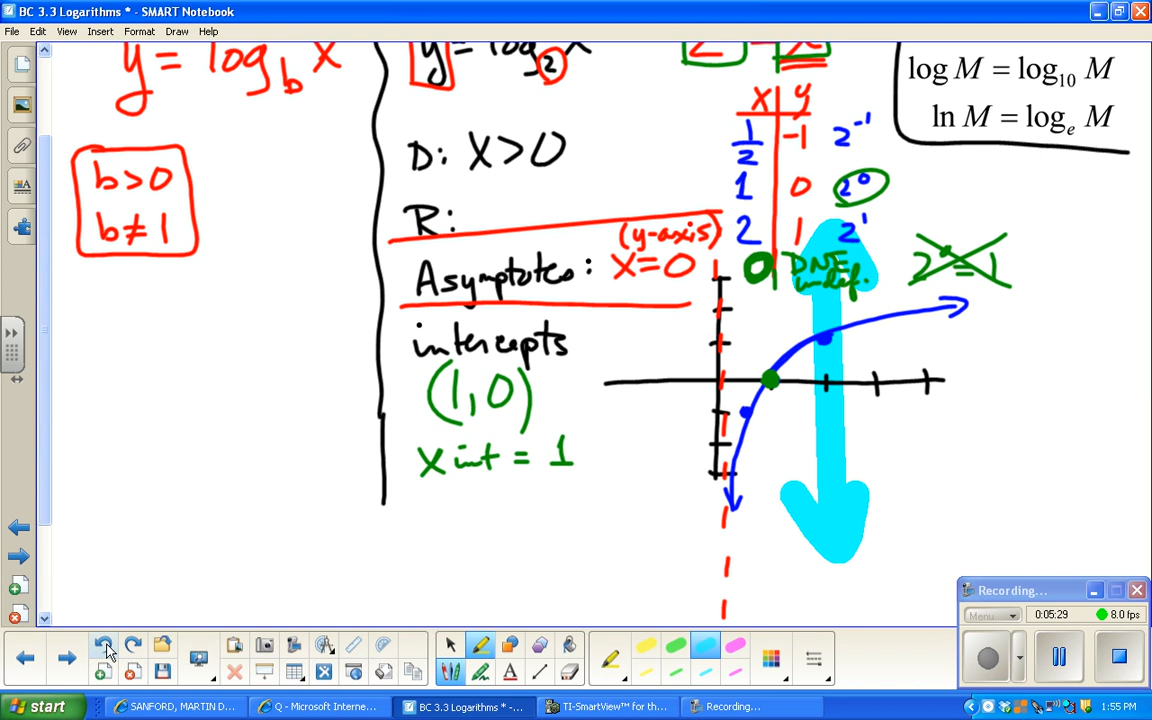 BC 3.3 Logarithms * - SMART Notebook
File Edit View Insert Format Tools Draw Help
y = log_b x
b > 0
b ≠ 1
y = log_2 x
D: x > 0
R:
(y-axis)
Asymptotes: x = 0
intercepts
(1, 0)
x int = 1
x y
1/2 -1 2^-1
1 0 2^0
2 1 2^1
0 DNE
undef.
2^• = 1
log M = log_10 M
ln M = log_e M
Recording...
Menu 0:05:29 8.0 fps
start
SANFORD, MARTIN D...
Q - Microsoft Interne...
BC 3.3 Logarithms * -...
TI-SmartView™ for th...
Recording...
1:55 PM